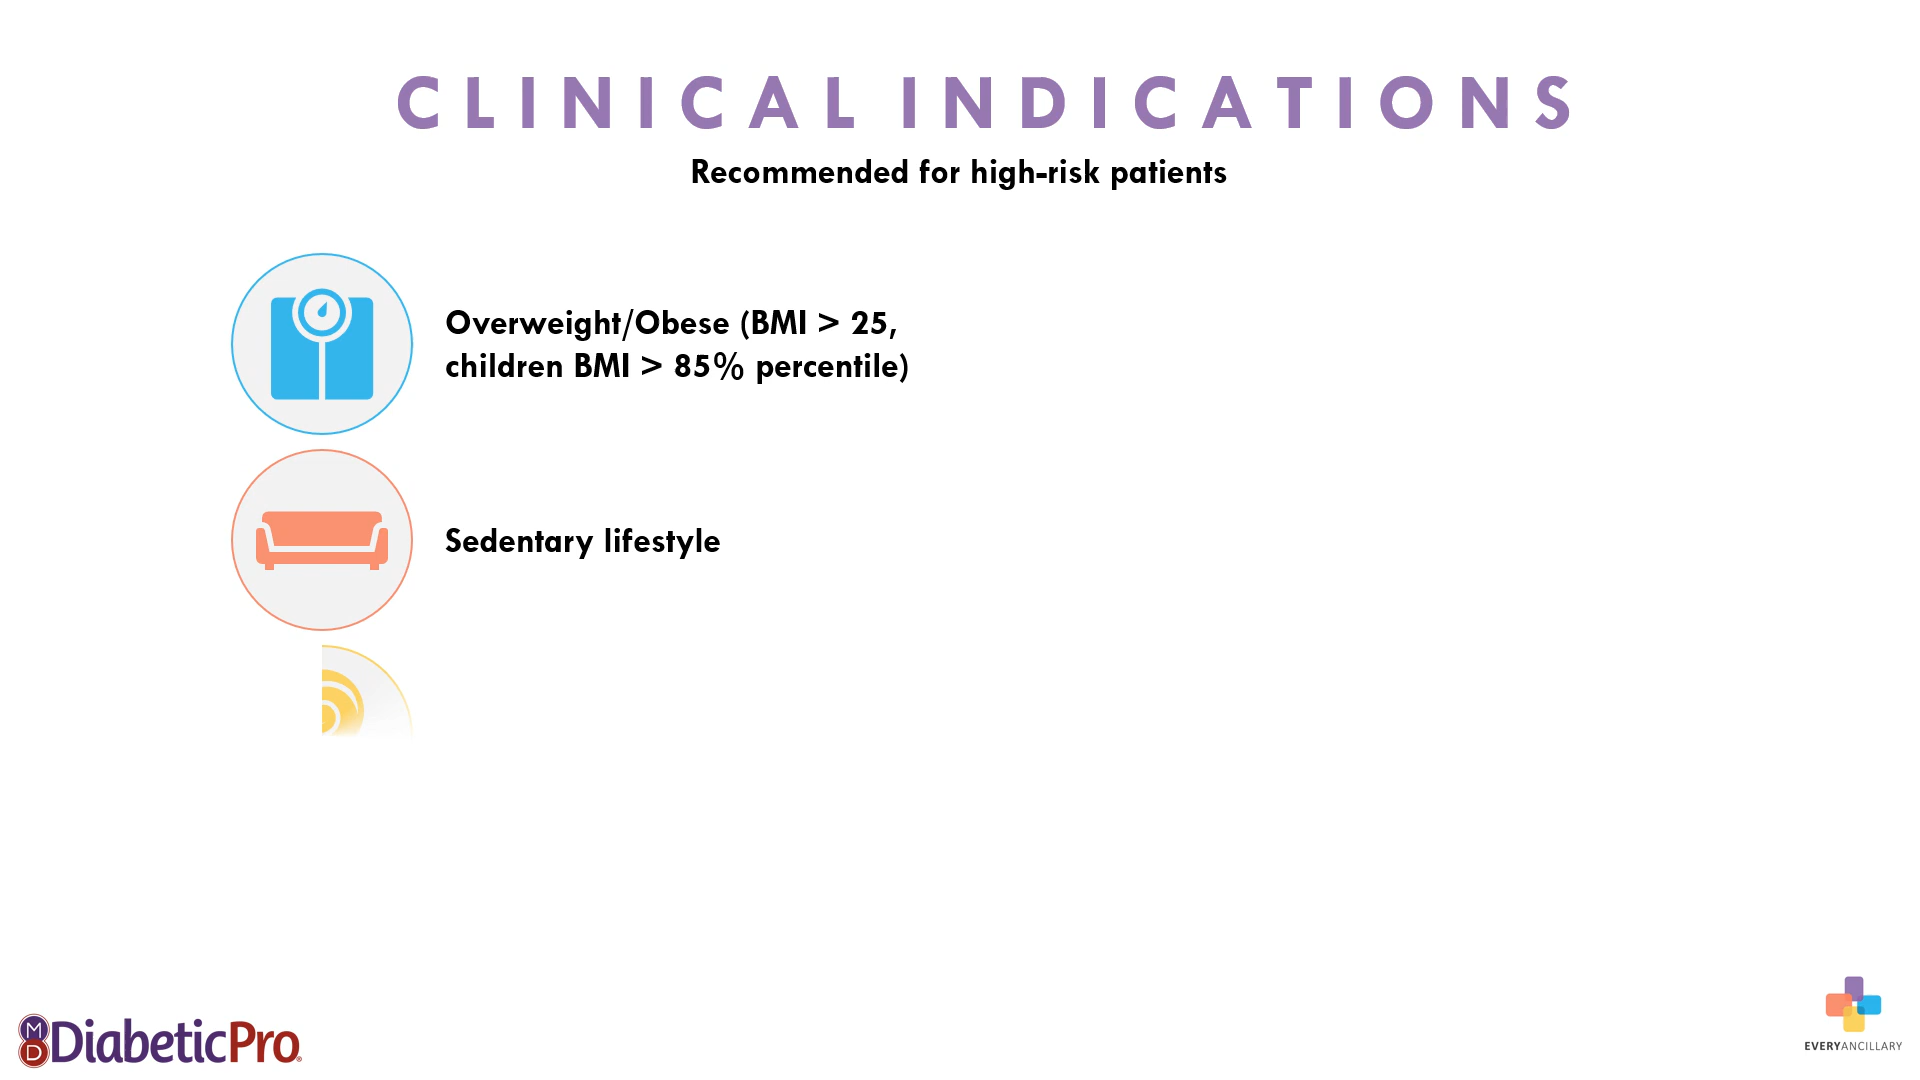 CLINICAL INDICATIONS
Recommended for high-risk patients
Overweight/Obese (BMI > 25,
children BMI > 85% percentile)
Sedentary lifestyle
MD DiabeticPro®
EVERYANCILLARY